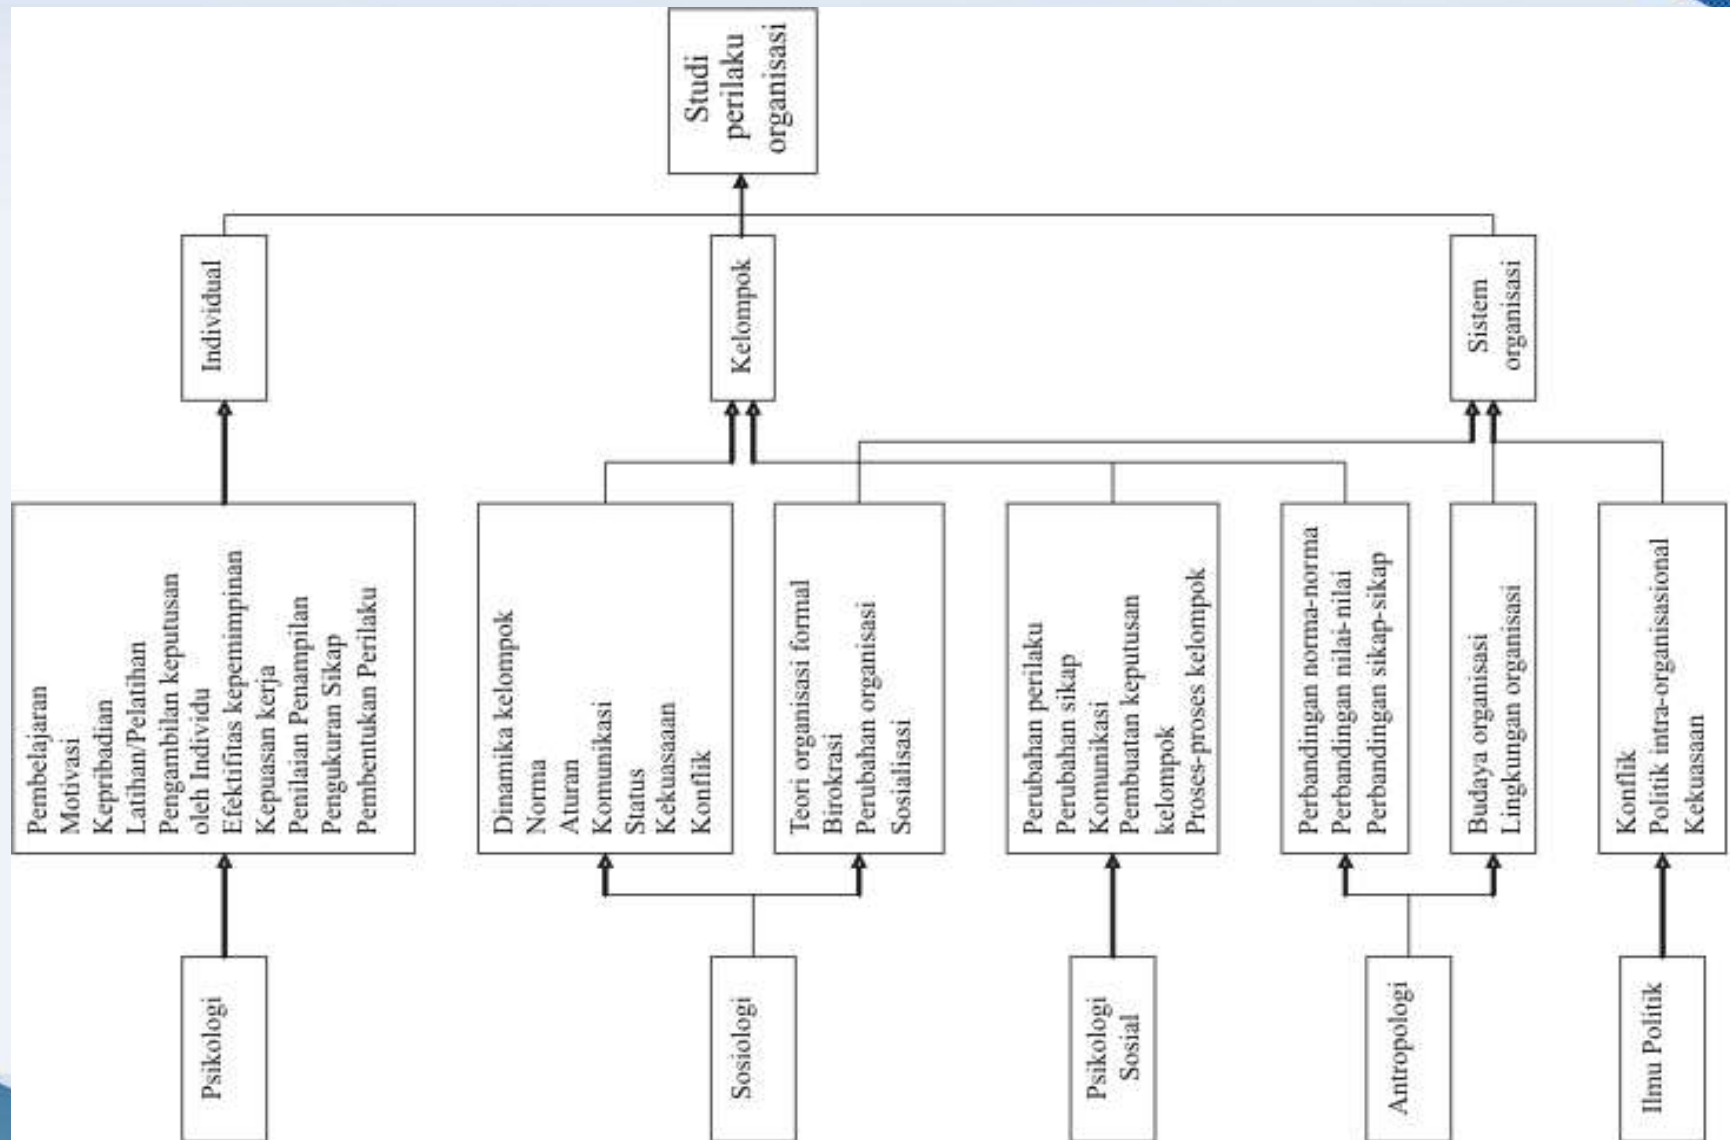 Psikologi
Pembelajaran
Motivasi
Kepribadian
Latihan/Pelatihan
Pengambilan keputusan
oleh Individu
Efektifitas kepemimpinan
Kepuasan kerja
Penilaian Penampilan
Pengukuran Sikap
Pembentukan Perilaku
Individual
Sosiologi
Dinamika kelompok
Norma
Aturan
Komunikasi
Status
Kekuasaaan
Konflik
Teori organisasi formal
Birokrasi
Perubahan organisasi
Sosialisasi
Kelompok
Psikologi
Sosial
Perubahan perilaku
Perubahan sikap
Komunikasi
Pembuatan keputusan
kelompok
Proses-proses kelompok
Antropologi
Perbandingan norma-norma
Perbandingan nilai-nilai
Perbandingan sikap-sikap
Budaya organisasi
Lingkungan organisasi
Sistem
organisasi
Ilmu Politik
Konflik
Politik intra-organisasional
Kekuasaan
Studi
perilaku
organisasi